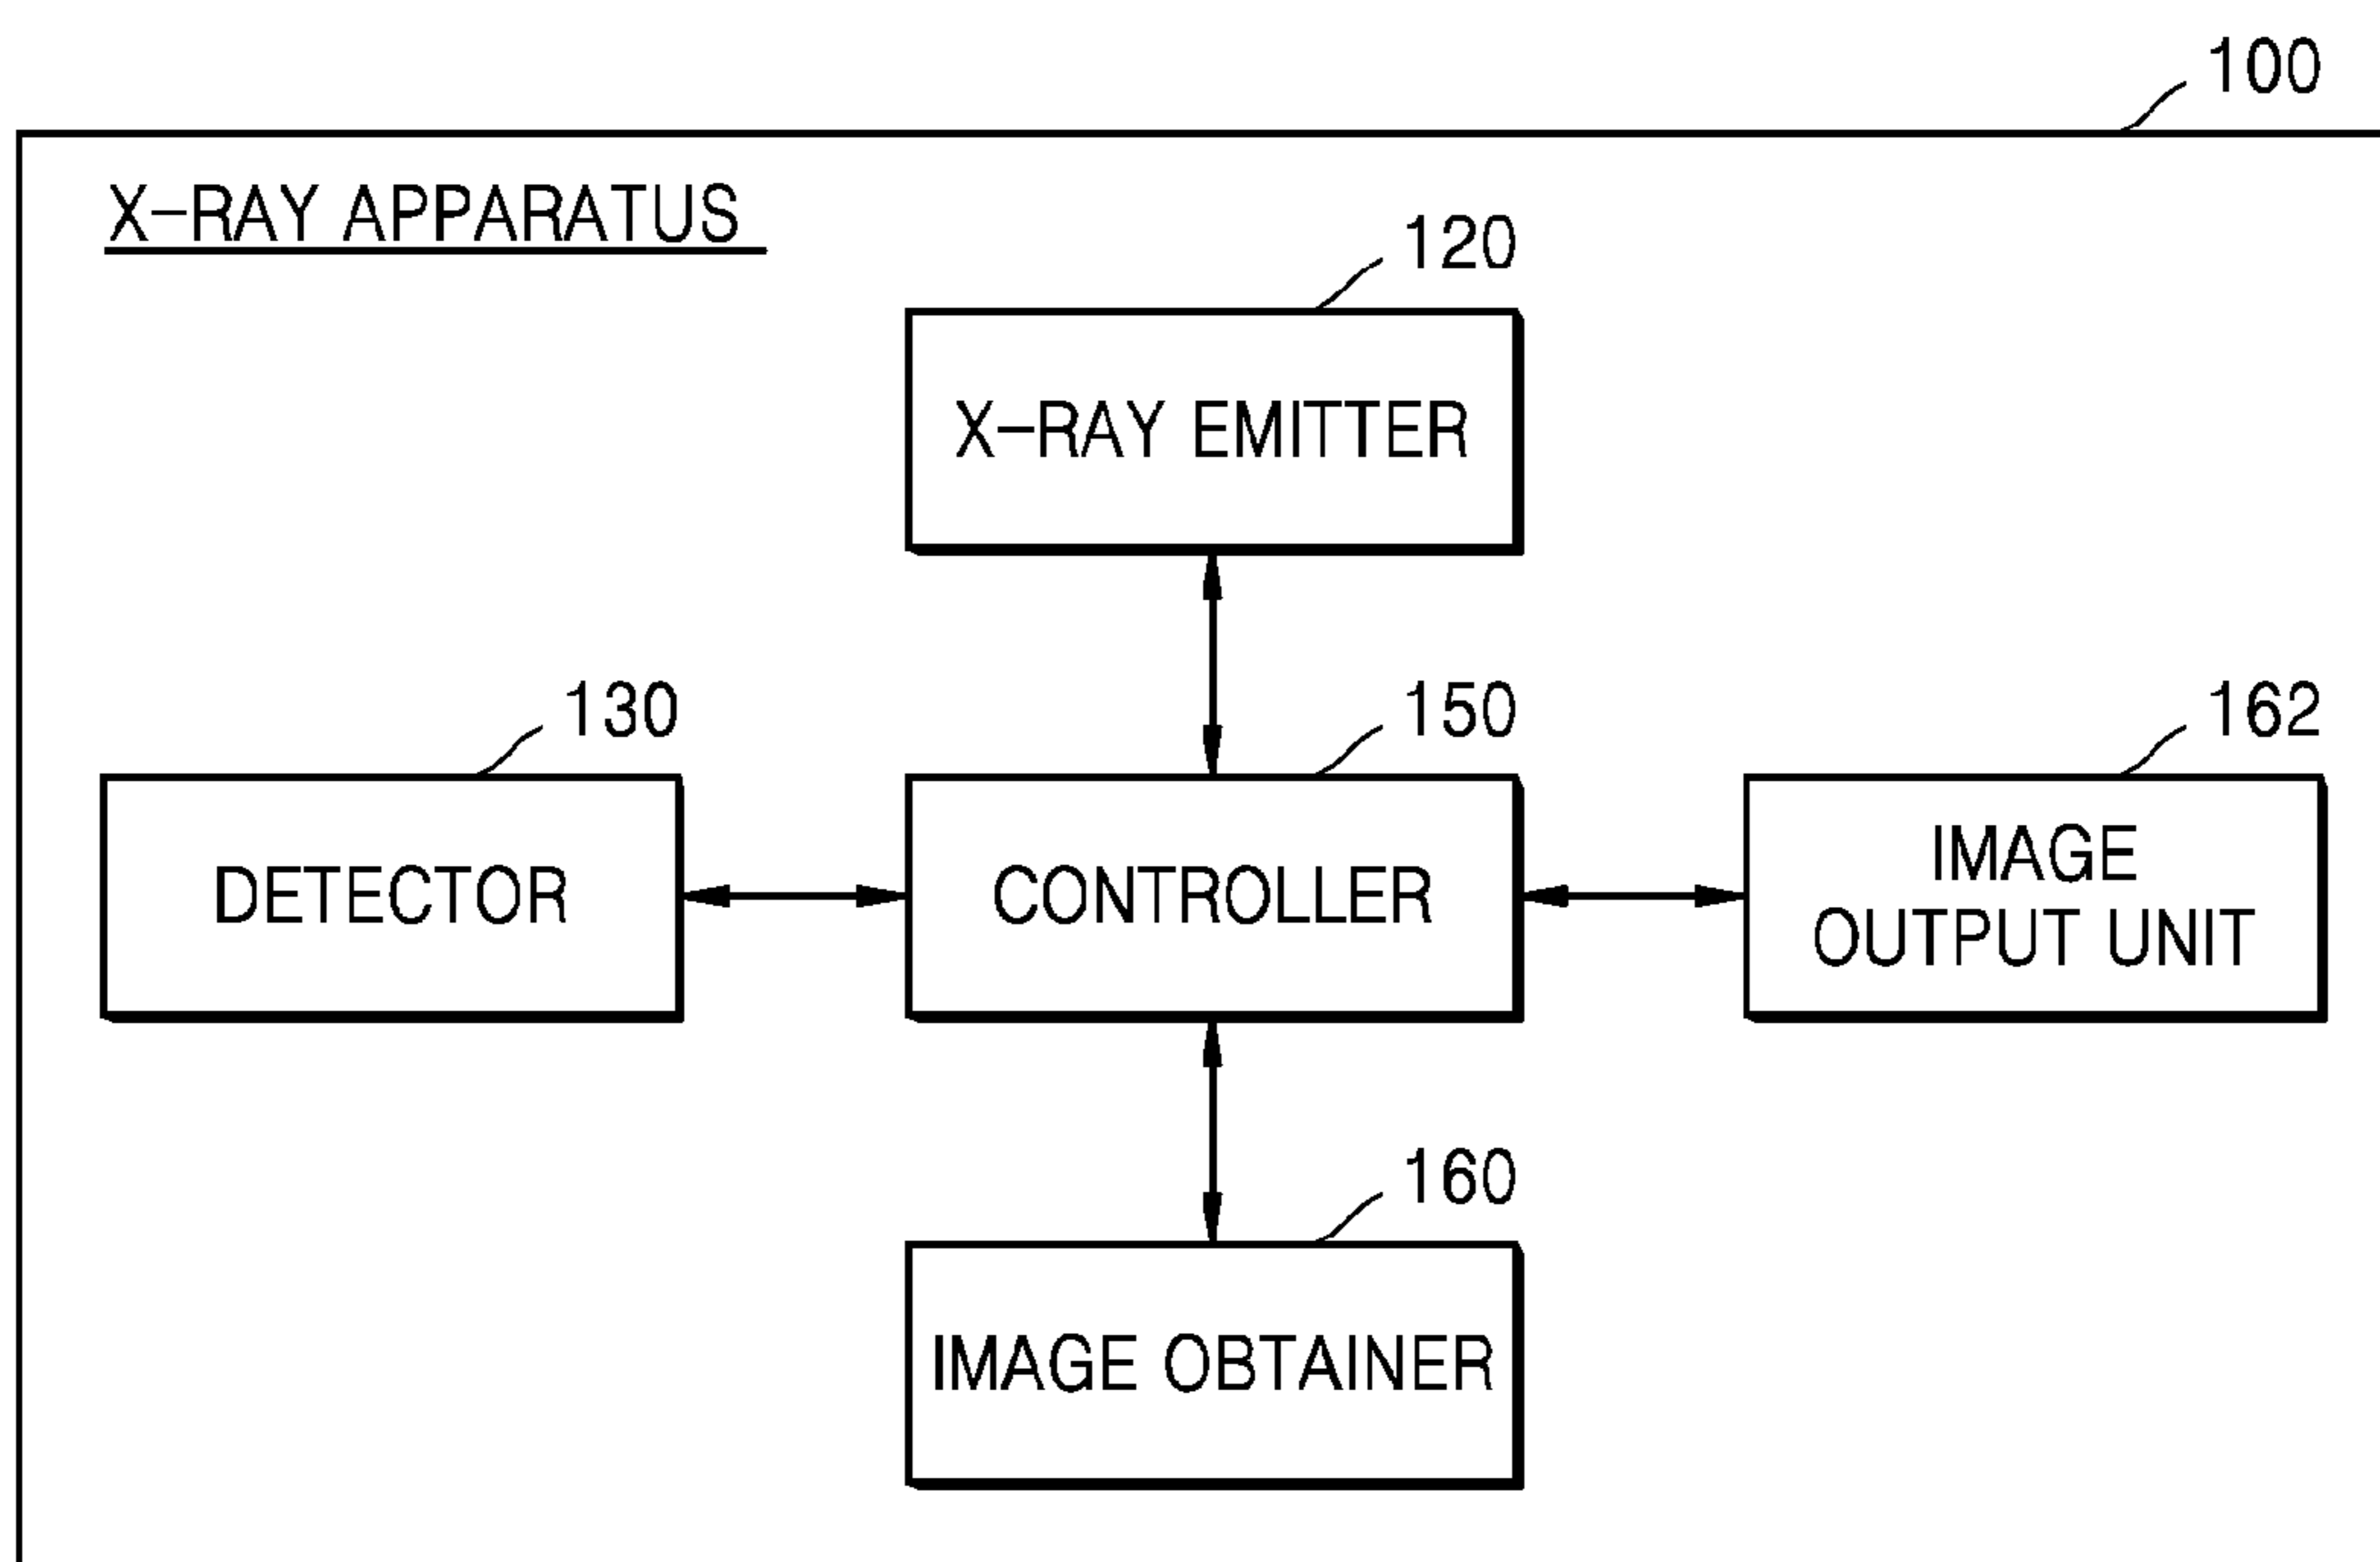 100
X-RAY APPARATUS
120
X-RAY EMITTER
130
150
162
DETECTOR
CONTROLLER
IMAGE
OUTPUT UNIT
160
IMAGE OBTAINER